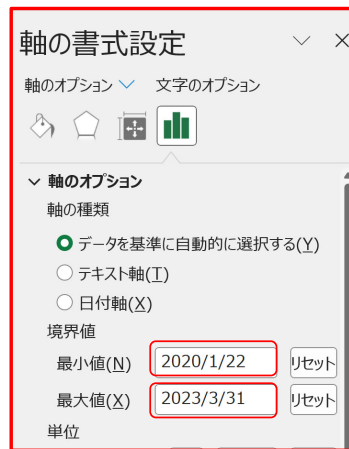 軸の書式設定
軸のオプション 文字のオプション
軸のオプション
軸の種類
データを基準に自動的に選択する(Y)
テキスト軸(T)
日付軸(X)
境界値
最小値(N) 2020/1/22 リセット
最大値(X) 2023/3/31 リセット
単位